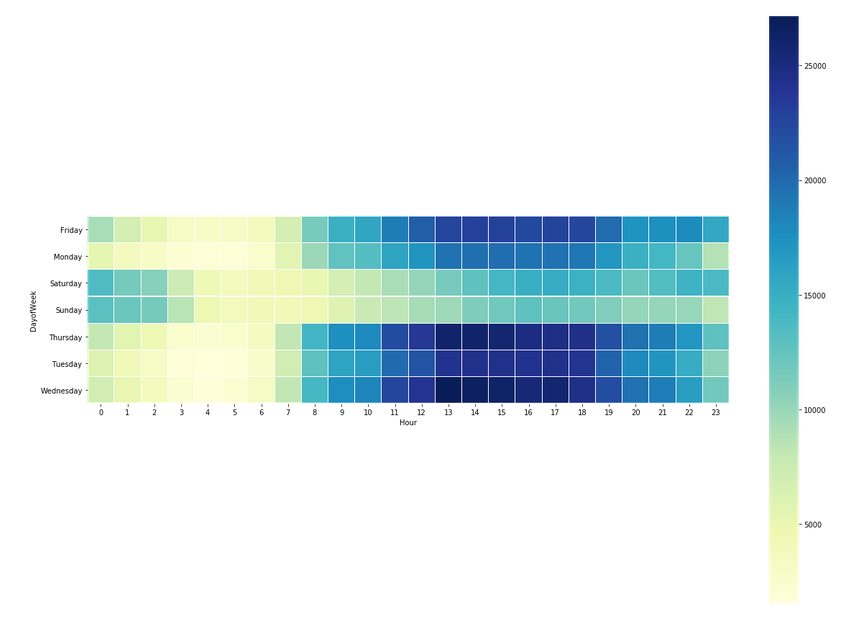 25000
20000
15000
10000
5000
DayofWeek
Friday
Monday
Saturday
Sunday
Thursday
Tuesday
Wednesday
0 1 2 3 4 5 6 7 8 9 10 11 12 13 14 15 16 17 18 19 20 21 22 23
Hour